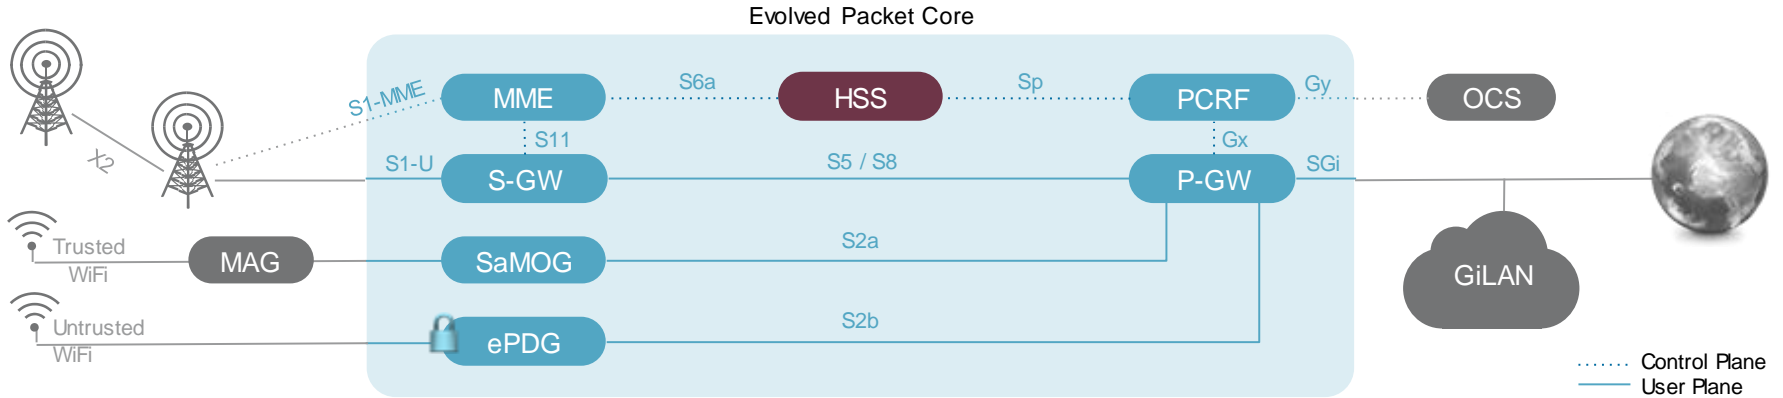 Evolved Packet Core
S1-MME
MME
S6a
HSS
Sp
PCRF
Gy
OCS
X2
S11
Gx
S1-U
S-GW
S5 / S8
P-GW
SGi
Trusted
WiFi
MAG
SaMOG
S2a
GiLAN
Untrusted
WiFi
ePDG
S2b
Control Plane
User Plane